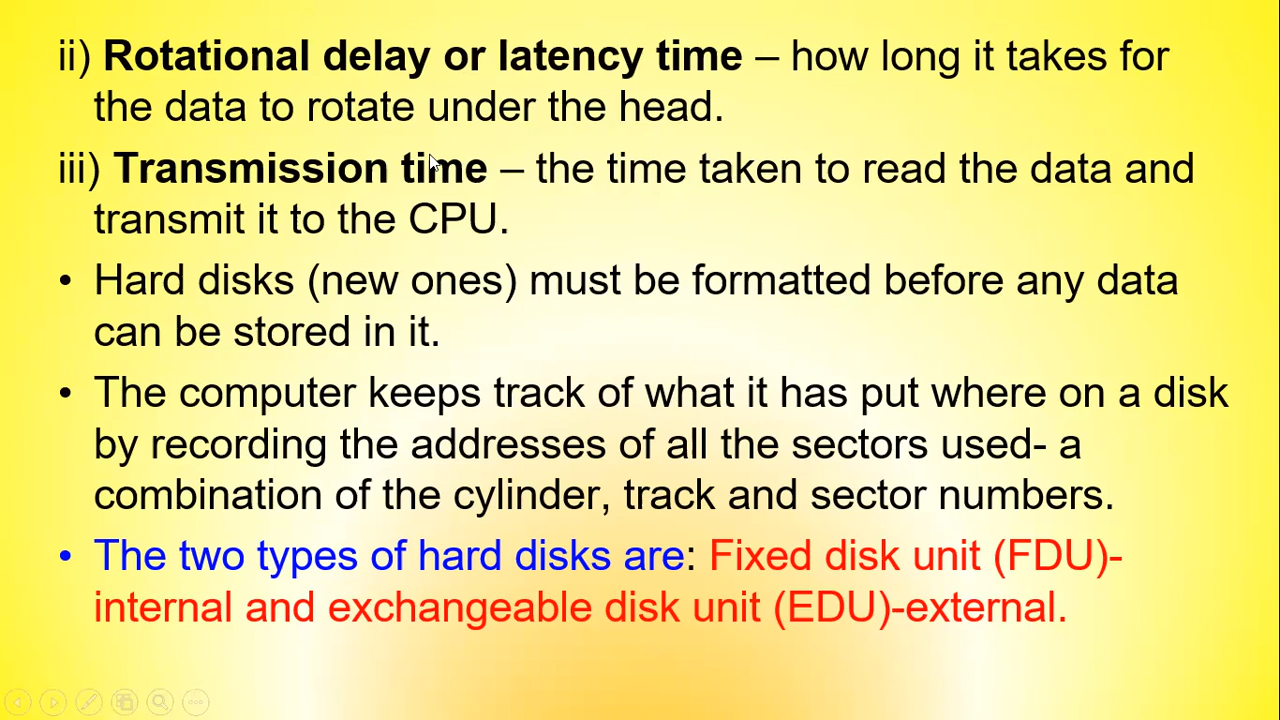 ii) Rotational delay or latency time – how long it takes for
the data to rotate under the head.
iii) Transmission time – the time taken to read the data and
transmit it to the CPU.
• Hard disks (new ones) must be formatted before any data
can be stored in it.
• The computer keeps track of what it has put where on a disk
by recording the addresses of all the sectors used- a
combination of the cylinder, track and sector numbers.
• The two types of hard disks are: Fixed disk unit (FDU)-
internal and exchangeable disk unit (EDU)-external.